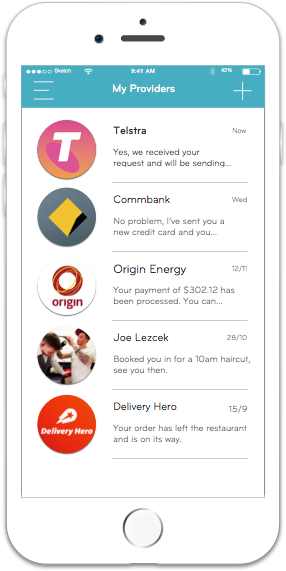 Sketch 9:41 AM 42%
My Providers
T
Telstra Now
Yes, we received your
request and will be sending...
Commbank Wed
No problem, I've sent you a
new credit card and you...
origin
Origin Energy 12/11
Your payment of $302.12 has
been processed. You can...
Joe Lezcek 28/10
Booked you in for a 10am haircut,
see you then.
Delivery Hero
Delivery Hero 15/9
Your order has left the restaurant
and is on its way.